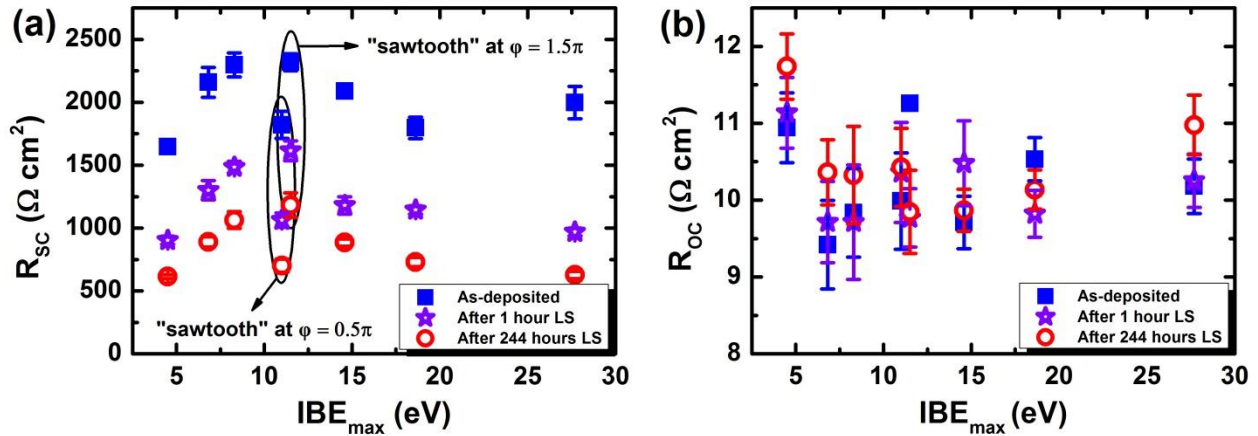 (a)
2500
2000
1500
1000
500
0
R_SC (Ω cm²)
5 10 15 20 25 30
IBE_max (eV)
"sawtooth" at φ = 1.5π
"sawtooth" at φ = 0.5π
As-deposited
After 1 hour LS
After 244 hours LS
(b)
12
11
10
9
8
R_OC (Ω cm²)
5 10 15 20 25 30
IBE_max (eV)
As-deposited
After 1 hour LS
After 244 hours LS